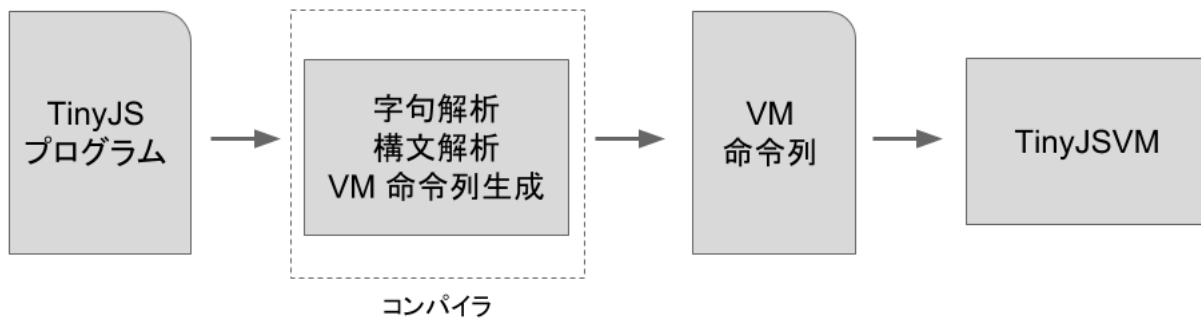 TinyJS
プログラム
字句解析
構文解析
VM 命令列生成
コンパイラ
VM
命令列
TinyJSVM